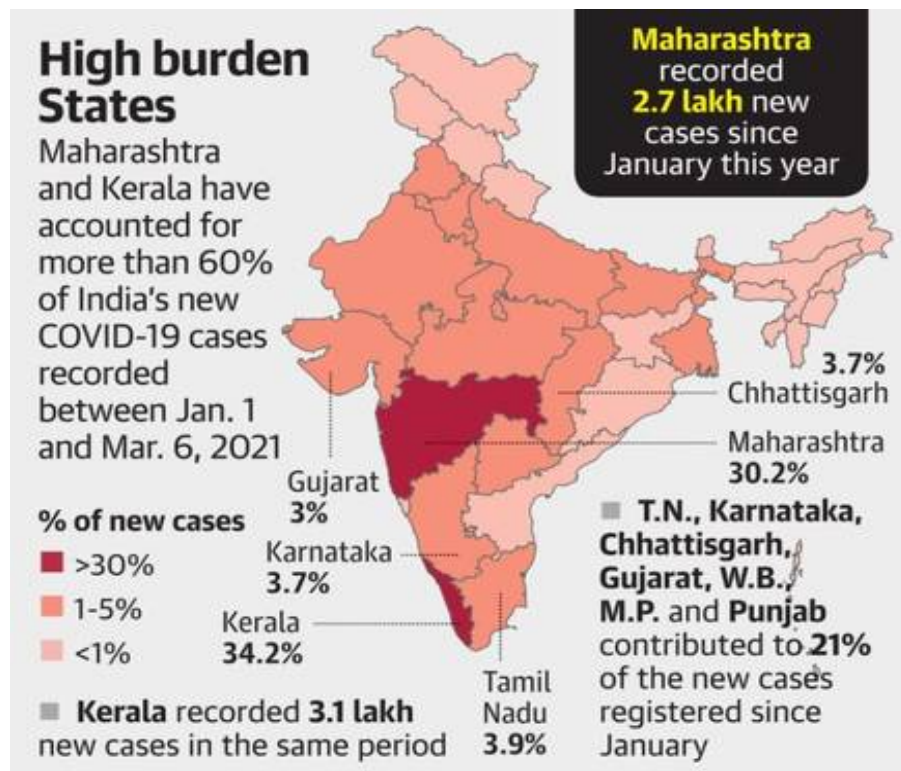 High burden
States
Maharashtra
and Kerala have
accounted for
more than 60%
of India's new
COVID-19 cases
recorded
between Jan. 1
and Mar. 6, 2021
Maharashtra
recorded
2.7 lakh new
cases since
January this year
3.7%
Chhattisgarh
Maharashtra
30.2%
Gujarat
3%
Karnataka
3.7%
Kerala
34.2%
Tamil
Nadu
3.9%
% of new cases
>30%
1-5%
<1%
Kerala recorded 3.1 lakh
new cases in the same period
T.N., Karnataka,
Chhattisgarh,
Gujarat, W.B.,
M.P. and Punjab
contributed to 21%
of the new cases
registered since
January